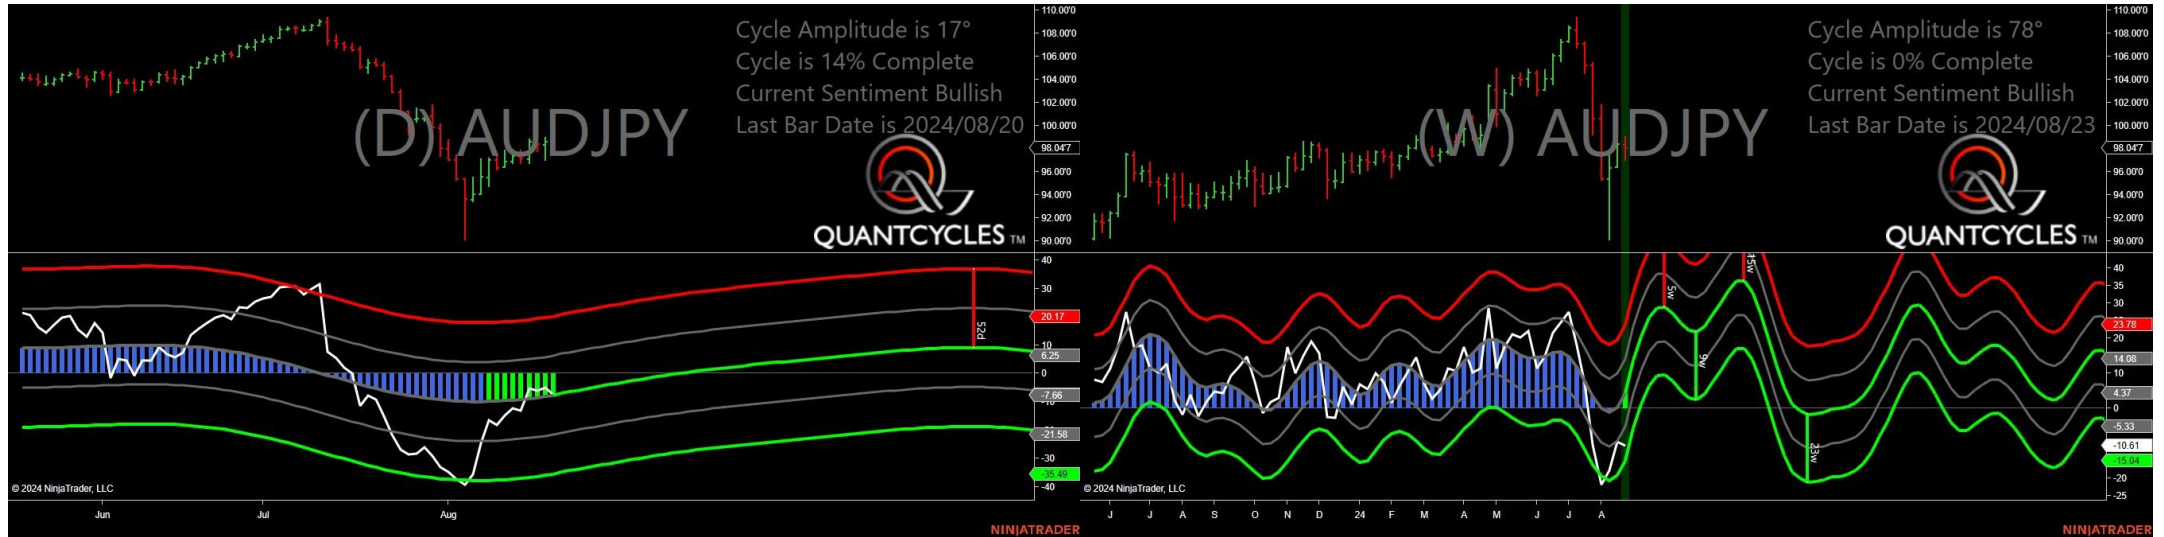 Cycle Amplitude is 17°
Cycle is 14% Complete
Current Sentiment Bullish
Last Bar Date is 2024/08/20
(D) AUDJPY
QUANTCYCLES TM
110.00'0
108.00'0
106.00'0
104.00'0
102.00'0
100.00'0
98.04'7
96.00'0
94.00'0
92.00'0
90.00'0
40
30
20.17
10
6.25
0
-7.66
-10
-21.58
-30
-35.49
-40
52d
© 2024 NinjaTrader, LLC
Jun Jul Aug
NINJATRADER
Cycle Amplitude is 78°
Cycle is 0% Complete
Current Sentiment Bullish
Last Bar Date is 2024/08/23
(W) AUDJPY
QUANTCYCLES TM
110.00'0
108.00'0
106.00'0
104.00'0
102.00'0
100.00'0
98.04'7
96.00'0
94.00'0
92.00'0
90.00'0
40
35
30
23.78
20
14.08
10
4.37
0
-5.33
-10.61
-15.04
-20
-25
5w
9w
15w
23w
© 2024 NinjaTrader, LLC
J J A S O N D 24 F M A M J J A
NINJATRADER